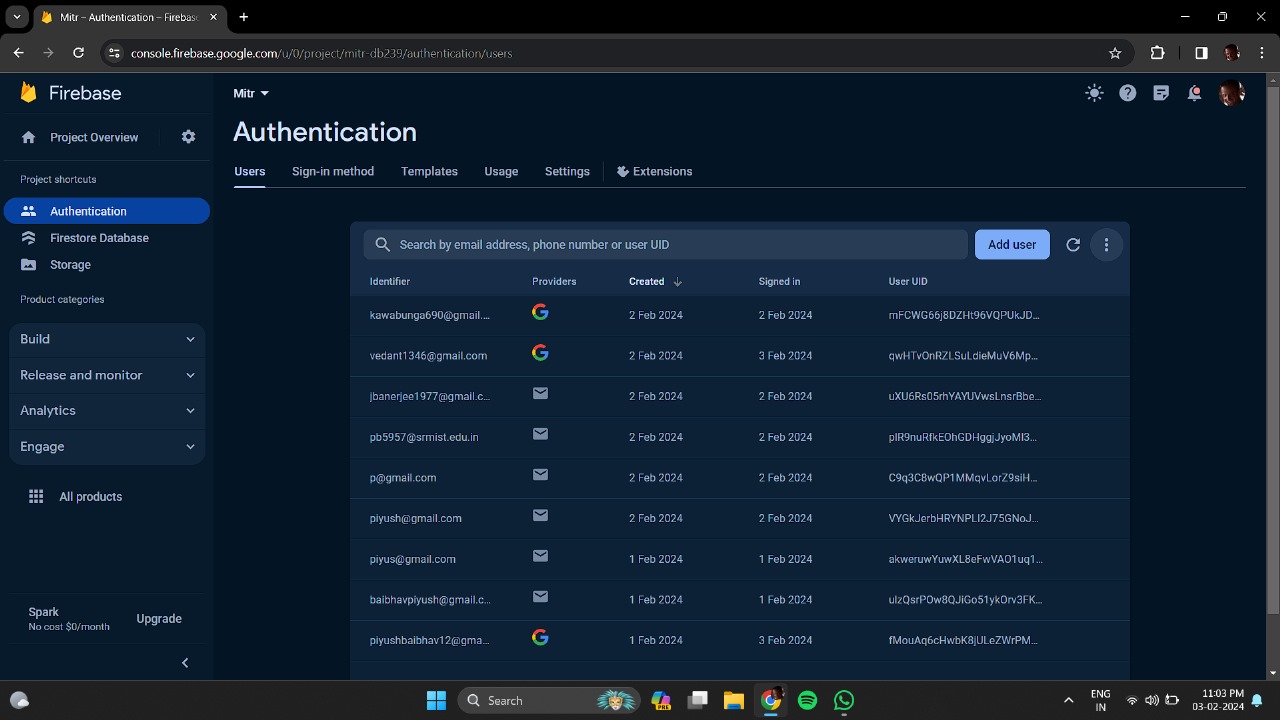 Mitr – Authentication – Firebase
console.firebase.google.com/u/0/project/mitr-db239/authentication/users
Firebase
Mitr
Project Overview
Authentication
Users Sign-in method Templates Usage Settings Extensions
Project shortcuts
Authentication
Firestore Database
Storage
Product categories
Build
Release and monitor
Analytics
Engage
All products
Spark
No cost $0/month
Upgrade
Search by email address, phone number or user UID Add user
Identifier Providers Created Signed in User UID
kawabunga690@gmail.... 2 Feb 2024 2 Feb 2024 mFCWG66j8DZHt96VQPUkJD...
vedant1346@gmail.com 2 Feb 2024 3 Feb 2024 qwHTvOnRZLSuLdieMuV6Mp...
jbanerjee1977@gmail.c... 2 Feb 2024 2 Feb 2024 uXU6Rs05rhYAYUVwsLnsrBbe...
pb5957@srmist.edu.in 2 Feb 2024 2 Feb 2024 pIR9nuRfkEOhGDHggjJyoMI3...
p@gmail.com 2 Feb 2024 2 Feb 2024 C9q3C8wQP1MMqvLorZ9siH...
piyush@gmail.com 2 Feb 2024 2 Feb 2024 VYGkJerbHRYNPLI2J75GNoJ...
piyus@gmail.com 1 Feb 2024 1 Feb 2024 akweruwYuwXL8eFwVAO1uq1...
baibhavpiyush@gmail.c... 1 Feb 2024 1 Feb 2024 ulzQsrPOw8QJiGo51ykOrv3FK...
piyushbaibhav12@gma... 1 Feb 2024 3 Feb 2024 fMouAq6cHwbK8jULeZWrPM...
Search
PRE
ENG
IN
11:03 PM
03-02-2024